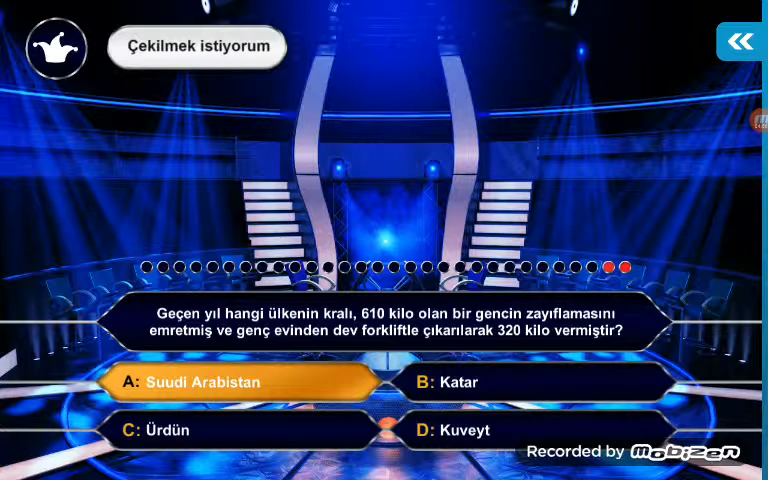 Çekilmek istiyorum
Geçen yıl hangi ülkenin kralı, 610 kilo olan bir gencin zayıflamasını
emretmiş ve genç evinden dev forkliftle çıkarılarak 320 kilo vermiştir?
A: Suudi Arabistan
B: Katar
C: Ürdün
D: Kuveyt
Recorded by mobizen